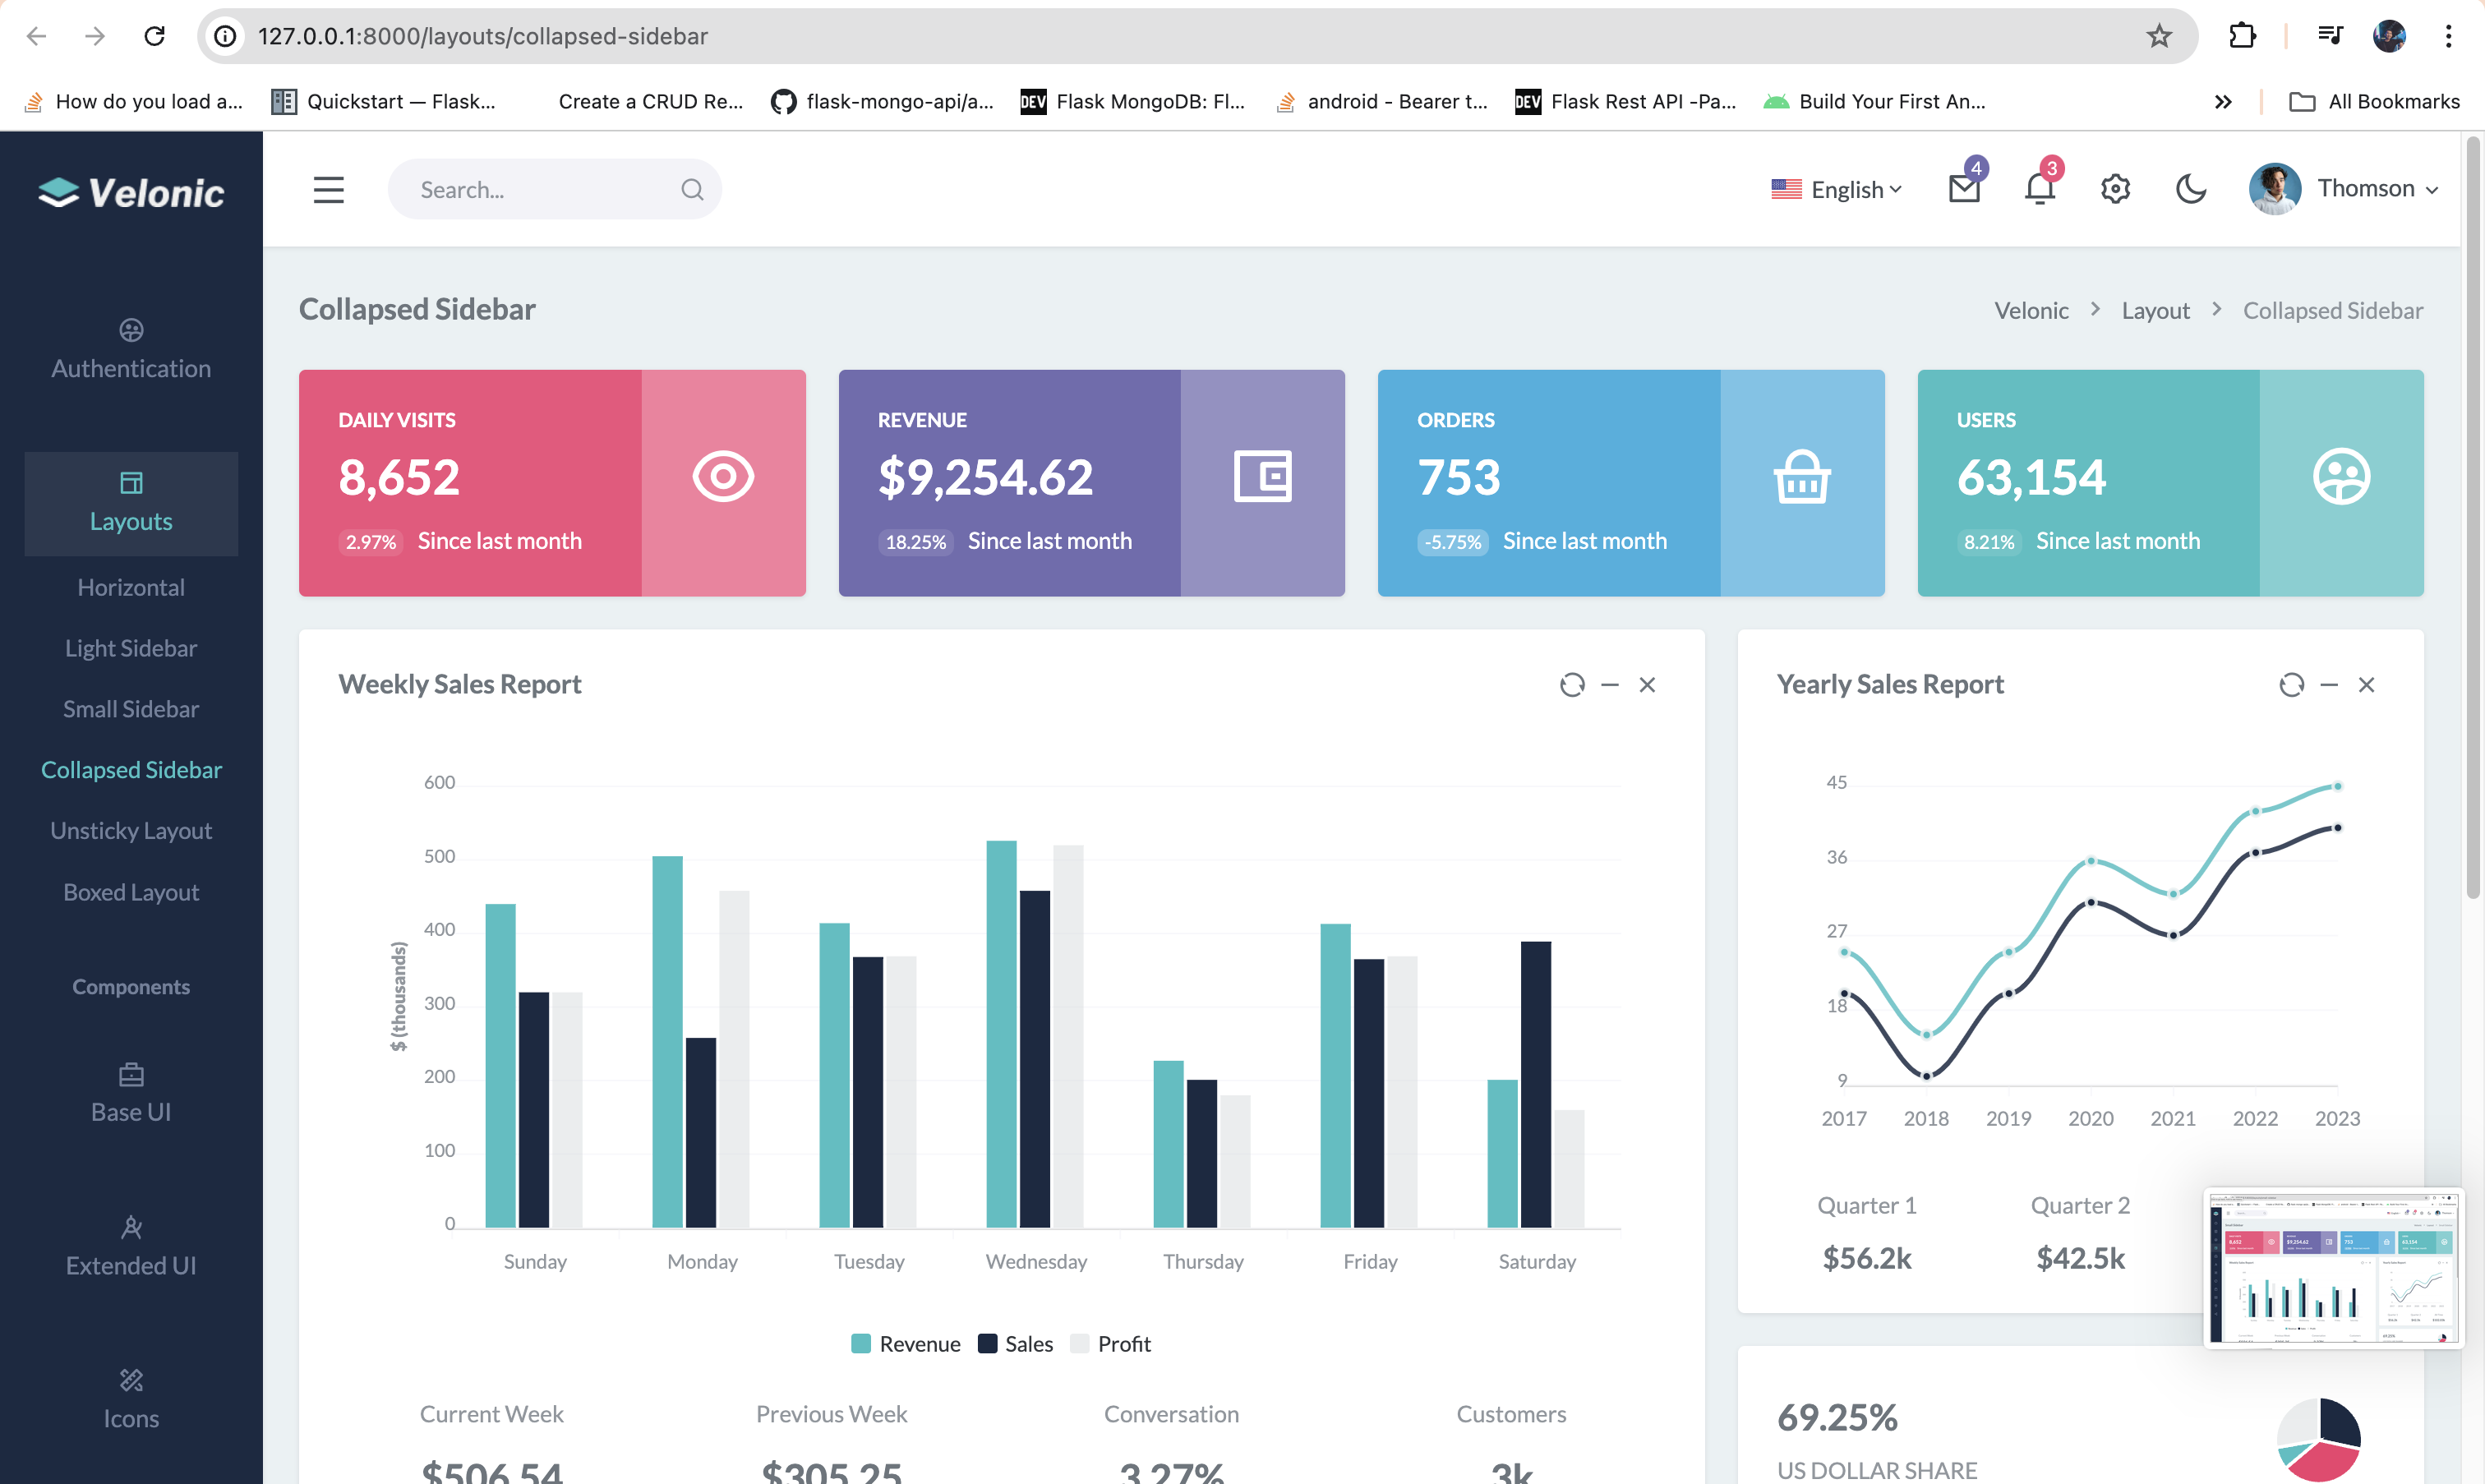 127.0.0.1:8000/layouts/collapsed-sidebar
How do you load a...
Quickstart — Flask...
Create a CRUD Re...
flask-mongo-api/a...
DEV Flask MongoDB: Fl...
android - Bearer t...
DEV Flask Rest API -Pa...
Build Your First An...
All Bookmarks
Velonic
Search...
English
4
3
Thomson
Authentication
Layouts
Horizontal
Light Sidebar
Small Sidebar
Collapsed Sidebar
Unsticky Layout
Boxed Layout
Components
Base UI
Extended UI
Icons
Collapsed Sidebar
Velonic > Layout > Collapsed Sidebar
DAILY VISITS
8,652
2.97% Since last month
REVENUE
$9,254.62
18.25% Since last month
ORDERS
753
-5.75% Since last month
USERS
63,154
8.21% Since last month
Weekly Sales Report
600
500
400
300
200
100
0
$ (thousands)
Sunday Monday Tuesday Wednesday Thursday Friday Saturday
Revenue Sales Profit
Current Week
$506.54
Previous Week
$305.25
Conversation
3.27%
Customers
3k
Yearly Sales Report
45
36
27
18
9
2017 2018 2019 2020 2021 2022 2023
Quarter 1
$56.2k
Quarter 2
$42.5k
69.25%
US DOLLAR SHARE